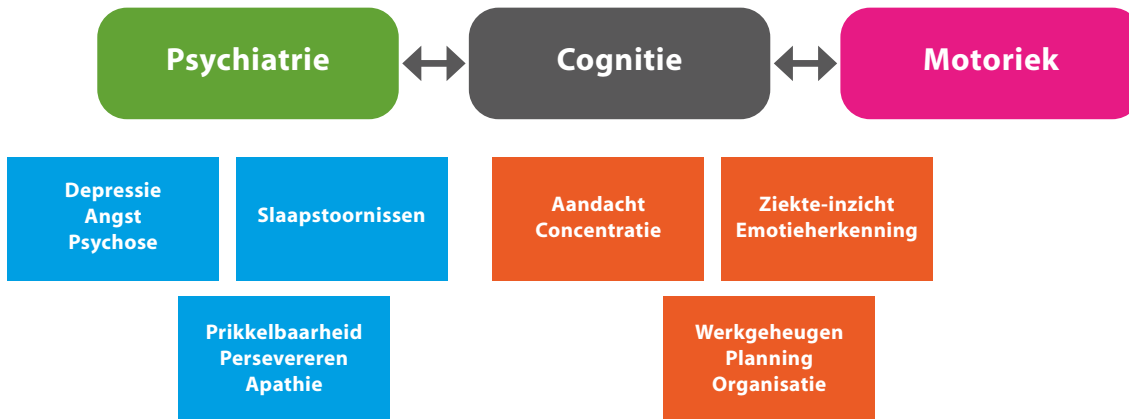 Psychiatrie
Cognitie
Motoriek
Depressie
Angst
Psychose
Slaapstoornissen
Aandacht
Concentratie
Ziekte-inzicht
Emotieherkenning
Prikkelbaarheid
Persevereren
Apathie
Werkgeheugen
Planning
Organisatie